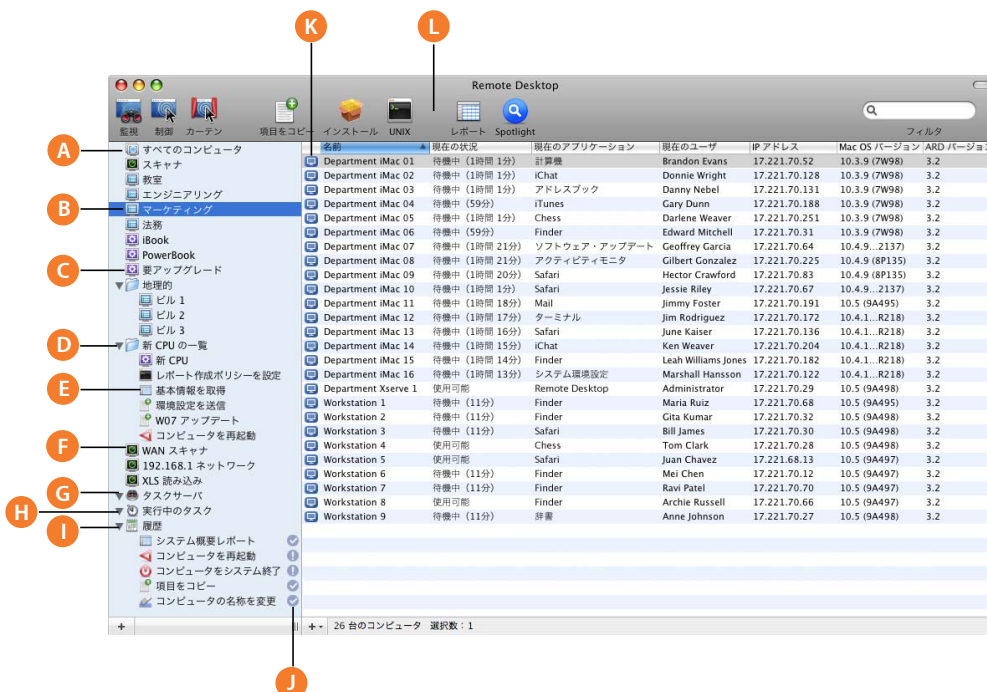 K
L
Remote Desktop
監視
制御
カーテン
項目をコピー
インストール
UNIX
レポート
Spotlight
フィルタ
A
B
C
D
E
F
G
H
I
すべてのコンピュータ
スキャナ
教室
エンジニアリング
マーケティング
法務
iBook
PowerBook
要アップグレード
地理的
ビル 1
ビル 2
ビル 3
新 CPU の一覧
新 CPU
レポート作成ポリシーを設定
基本情報を取得
環境設定を送信
W07 アップデート
コンピュータを再起動
WAN スキャナ
192.168.1 ネットワーク
XLS 読み込み
タスクサーバ
実行中のタスク
履歴
システム概要レポート
コンピュータを再起動
コンピュータをシステム終了
項目をコピー
コンピュータの名称を変更
名前 現在の状況 現在のアプリケーション 現在のユーザ IP アドレス Mac OS バージョン ARD バージョン
Department iMac 01 待機中（1時間 1分） 計算機 Brandon Evans 17.221.70.52 10.3.9 (7W98) 3.2
Department iMac 02 待機中（1時間 1分） iChat Donnie Wright 17.221.70.128 10.3.9 (7W98) 3.2
Department iMac 03 待機中（1時間 1分） アドレスブック Danny Nebel 17.221.70.131 10.3.9 (7W98) 3.2
Department iMac 04 待機中（59分） iTunes Gary Dunn 17.221.70.188 10.3.9 (7W98) 3.2
Department iMac 05 待機中（1時間 1分） Chess Darlene Weaver 17.221.70.251 10.3.9 (7W98) 3.2
Department iMac 06 待機中（59分） Finder Edward Mitchell 17.221.70.31 10.3.9 (7W98) 3.2
Department iMac 07 待機中（1時間 21分） ソフトウェア・アップデート Geoffrey Garcia 17.221.70.64 10.4.9...2137) 3.2
Department iMac 08 待機中（1時間 21分） アクティビティモニタ Gilbert Gonzalez 17.221.70.225 10.4.9 (8P135) 3.2
Department iMac 09 待機中（1時間 20分） Safari Hector Crawford 17.221.70.83 10.4.9 (8P135) 3.2
Department iMac 10 待機中（1時間 1分） Safari Jessie Riley 17.221.70.67 10.4.9...2137) 3.2
Department iMac 11 待機中（1時間 18分） Mail Jimmy Foster 17.221.70.191 10.5 (9A495) 3.2
Department iMac 12 待機中（1時間 17分） ターミナル Jim Rodriguez 17.221.70.172 10.4.1...R218) 3.2
Department iMac 13 待機中（1時間 16分） Safari June Kaiser 17.221.70.136 10.4.1...R218) 3.2
Department iMac 14 待機中（1時間 15分） iChat Ken Weaver 17.221.70.204 10.4.1...R218) 3.2
Department iMac 15 待機中（1時間 14分） Finder Leah Williams Jones 17.221.70.182 10.4.1...R218) 3.2
Department iMac 16 待機中（1時間 13分） システム環境設定 Marshall Hansson 17.221.70.122 10.4.1...R218) 3.2
Department Xserve 1 使用可能 Remote Desktop Administrator 17.221.70.29 10.5 (9A498) 3.2
Workstation 1 待機中（11分） Finder Maria Ruiz 17.221.70.68 10.5 (9A495) 3.2
Workstation 2 待機中（11分） Finder Gita Kumar 17.221.70.32 10.5 (9A498) 3.2
Workstation 3 待機中（11分） Safari Bill James 17.221.70.30 10.5 (9A498) 3.2
Workstation 4 使用可能 Chess Tom Clark 17.221.70.28 10.5 (9A498) 3.2
Workstation 5 使用可能 Safari Juan Chavez 17.221.68.13 10.5 (9A497) 3.2
Workstation 6 待機中（11分） Finder Mei Chen 17.221.70.12 10.5 (9A497) 3.2
Workstation 7 待機中（11分） Finder Ravi Patel 17.221.70.70 10.5 (9A497) 3.2
Workstation 8 使用可能 Finder Archie Russell 17.221.70.66 10.5 (9A497) 3.2
Workstation 9 待機中（11分） 辞書 Anne Johnson 17.221.70.27 10.5 (9A498) 3.2
26 台のコンピュータ 選択数：1
J